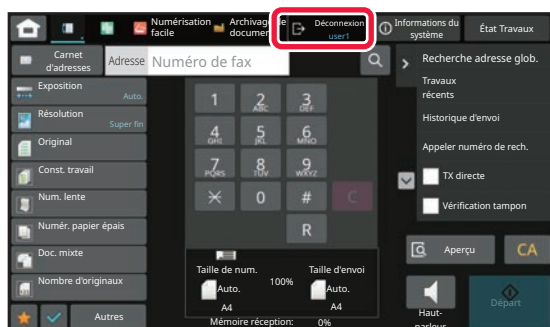 Numérisation facile
Archivage de documen
Déconnexion
user1
Informations du système
État Travaux
Carnet d'adresses
Adresse
Numéro de fax
Recherche adresse glob.
Exposition
Auto.
Travaux récents
1
2 ABC
3 DEF
Résolution
Super fin
Historique d'envoi
Original
4 GHI
5 JKL
6 MNO
Appeler numéro de rech.
Const. travail
7 PQRS
8 TUV
9 WXYZ
TX directe
Num. lente
0
#
C
Vérification tampon
Numér. papier épais
R
Doc. mixte
Aperçu
CA
Taille de num.
100%
Taille d'envoi
Nombre d'originaux
Auto.
Auto.
A4
A4
Départ
Autres
Mémoire réception:
0%
Haut-
parleur